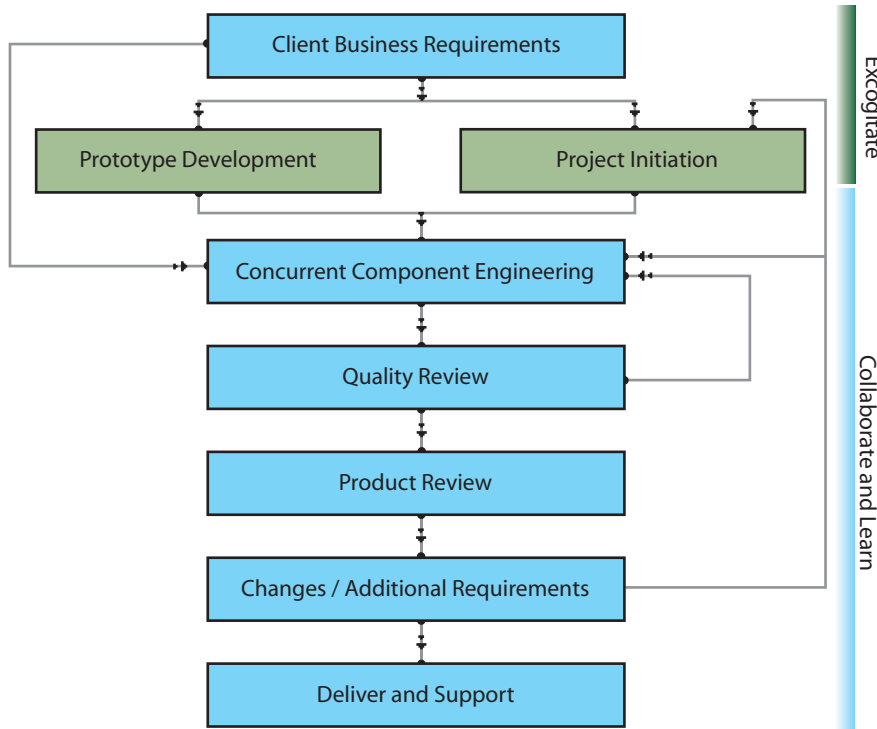 Client Business Requirements
Excogitate
Prototype Development
Project Initiation
Concurrent Component Engineering
Quality Review
Collaborate and Learn
Product Review
Changes / Additional Requirements
Deliver and Support